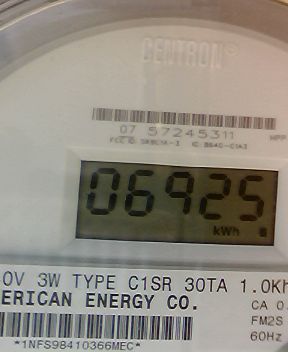 CENTRON®
07 57245311
06925
kWh
0V 3W TYPE C1SR 30TA 1.0Kh
ERICAN ENERGY CO.
CA 0.
FM2S
60Hz
*1NFS98410366MEC*